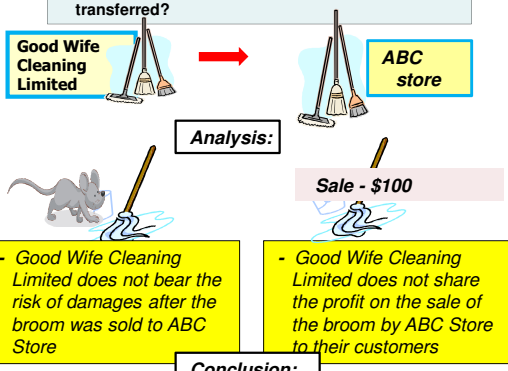 transferred?
Good Wife
Cleaning
Limited
ABC
store
Analysis:
Sale - $100
- Good Wife Cleaning
Limited does not bear the
risk of damages after the
broom was sold to ABC
Store
- Good Wife Cleaning
Limited does not share
the profit on the sale of
the broom by ABC Store
to their customers
Conclusion: